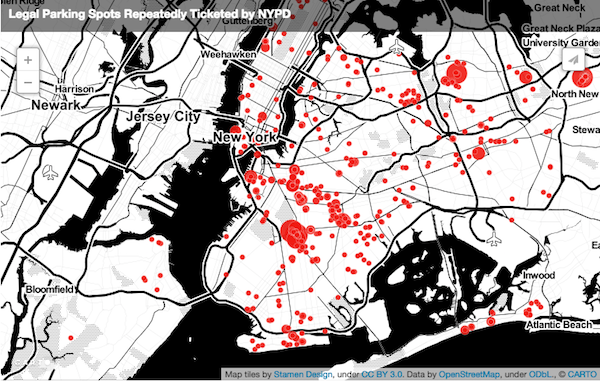 Legal Parking Spots Repeatedly Ticketed by NYPD
Great Neck
Guttenberg
Great Neck Plaza
University Garde
Weehawken
+
−
Harrison
Newark
North New
Jersey City
Stewa
New York
Inwood
Bloomfield
Atlantic Beach
Map tiles by Stamen Design, under CC BY 3.0. Data by OpenStreetMap, under ODbL., © CARTO